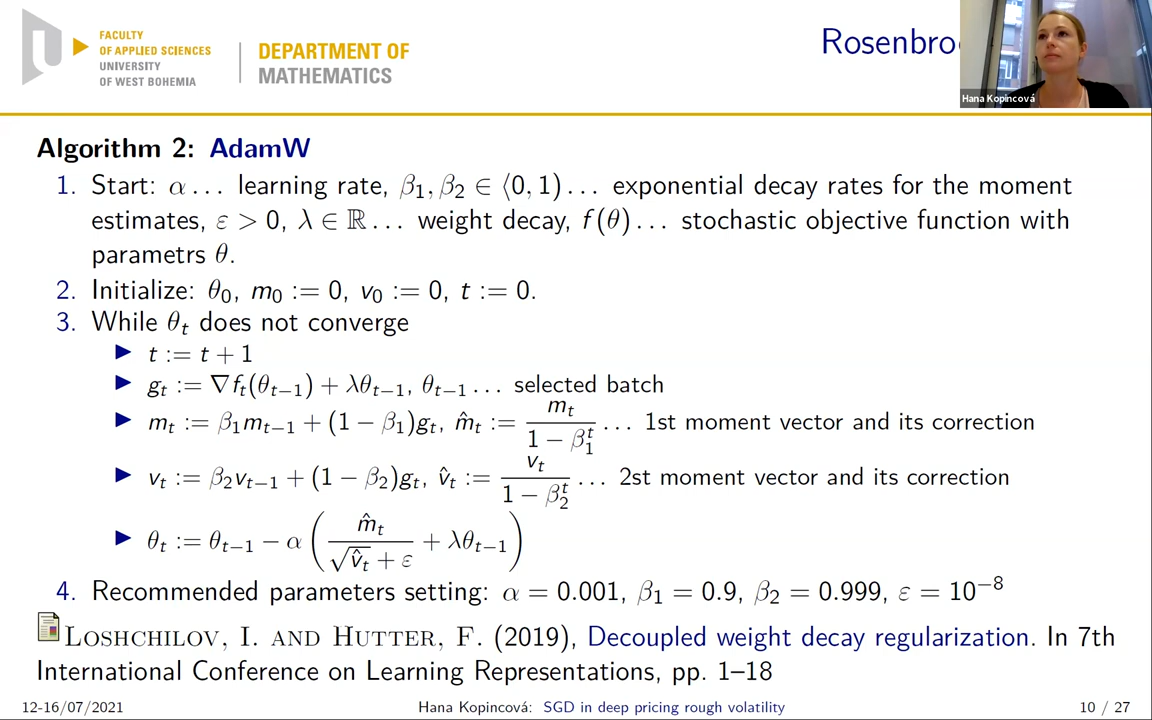 FACULTY
OF APPLIED SCIENCES
UNIVERSITY
OF WEST BOHEMIA
DEPARTMENT OF
MATHEMATICS
Hana Kopincová
Algorithm 2: AdamW
1. Start: α … learning rate, β₁, β₂ ∈ ⟨0, 1) … exponential decay rates for the moment
estimates, ε > 0, λ ∈ ℝ … weight decay, f(θ) … stochastic objective function with
parametrs θ.
2. Initialize: θ₀, m₀ := 0, v₀ := 0, t := 0.
3. While θₜ does not converge
▶ t := t + 1
▶ gₜ := ∇fₜ(θₜ₋₁) + λθₜ₋₁, θₜ₋₁ … selected batch
▶ mₜ := β₁mₜ₋₁ + (1 − β₁)gₜ, m̂ₜ := mₜ / (1 − β₁ᵗ) … 1st moment vector and its correction
▶ vₜ := β₂vₜ₋₁ + (1 − β₂)gₜ, v̂ₜ := vₜ / (1 − β₂ᵗ) … 2st moment vector and its correction
▶ θₜ := θₜ₋₁ − α (m̂ₜ / (√v̂ₜ + ε) + λθₜ₋₁)
4. Recommended parameters setting: α = 0.001, β₁ = 0.9, β₂ = 0.999, ε = 10⁻⁸
LOSHCHILOV, I. AND HUTTER, F. (2019), Decoupled weight decay regularization. In 7th
International Conference on Learning Representations, pp. 1–18
12-16/07/2021
Hana Kopincová: SGD in deep pricing rough volatility
10 / 27